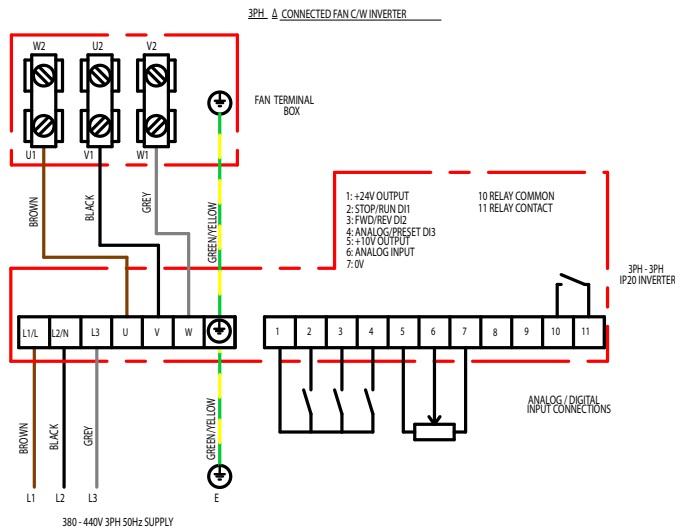 3PH Δ CONNECTED FAN C/W INVERTER
W2 U2 V2
FAN TERMINAL
BOX
U1 V1 W1
BROWN
BLACK
GREY
GREEN/YELLOW
1: +24V OUTPUT
2: STOP/RUN DI1
3: FWD/REV DI2
4: ANALOG/PRESET DI3
5: +10V OUTPUT
6: ANALOG INPUT
7: 0V
10 RELAY COMMON
11 RELAY CONTACT
3PH - 3PH
IP20 INVERTER
L1/L L2/N L3 U V W
1 2 3 4 5 6 7 8 9 10 11
ANALOG / DIGITAL
INPUT CONNECTIONS
BROWN
BLACK
GREY
GREEN/YELLOW
L1 L2 L3 E
380 - 440V 3PH 50Hz SUPPLY